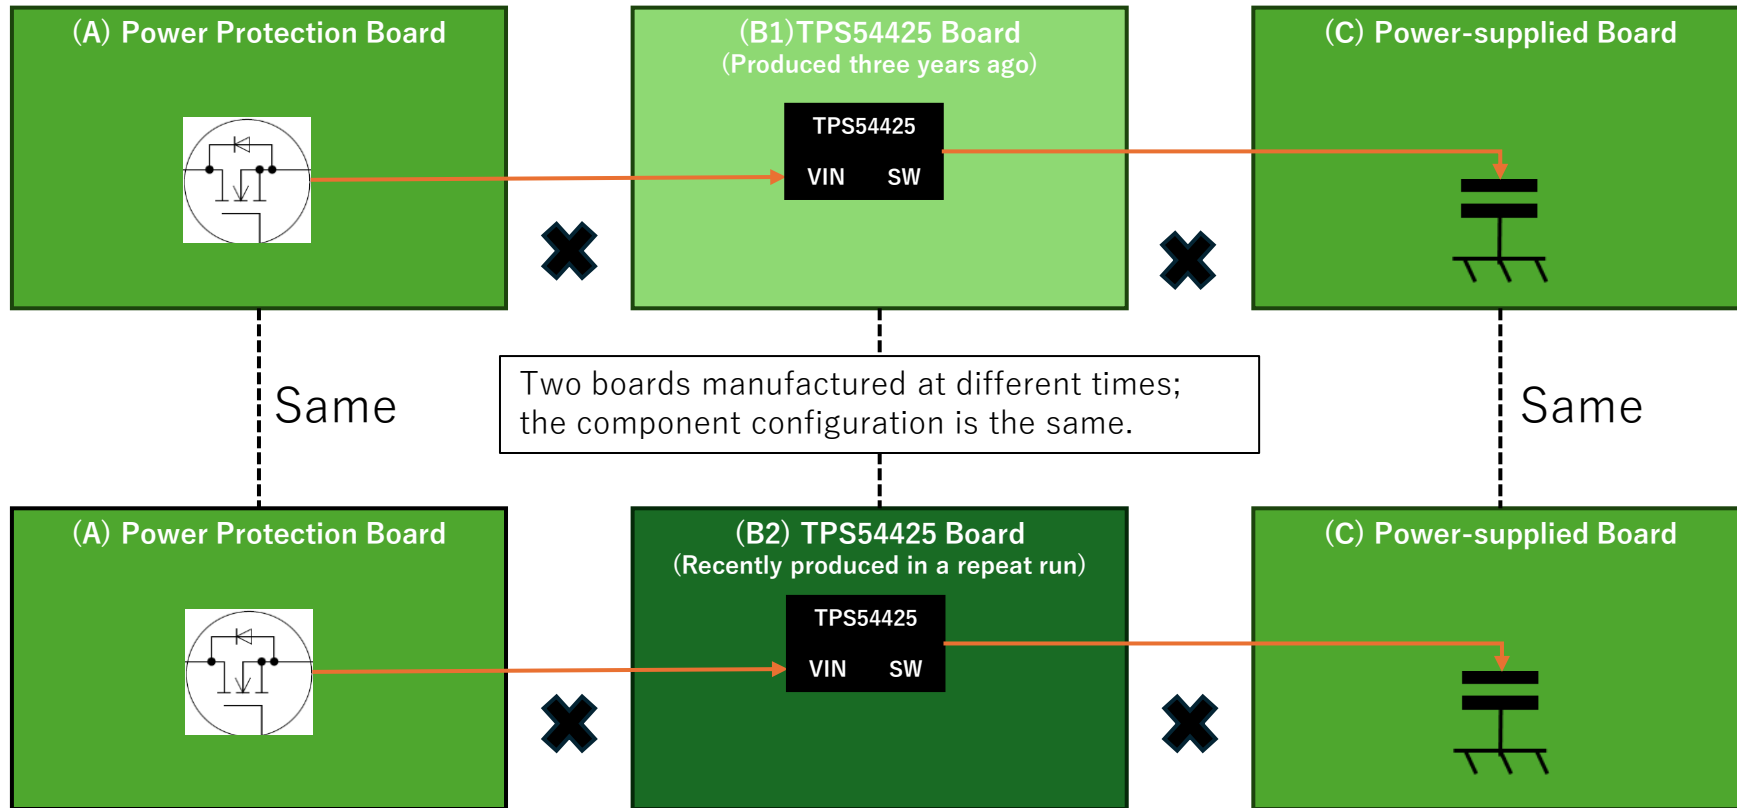 (A) Power Protection Board
(B1)TPS54425 Board
(Produced three years ago)
(C) Power-supplied Board
TPS54425
VIN SW
Same
Two boards manufactured at different times;
the component configuration is the same.
Same
(A) Power Protection Board
(B2) TPS54425 Board
(Recently produced in a repeat run)
(C) Power-supplied Board
TPS54425
VIN SW